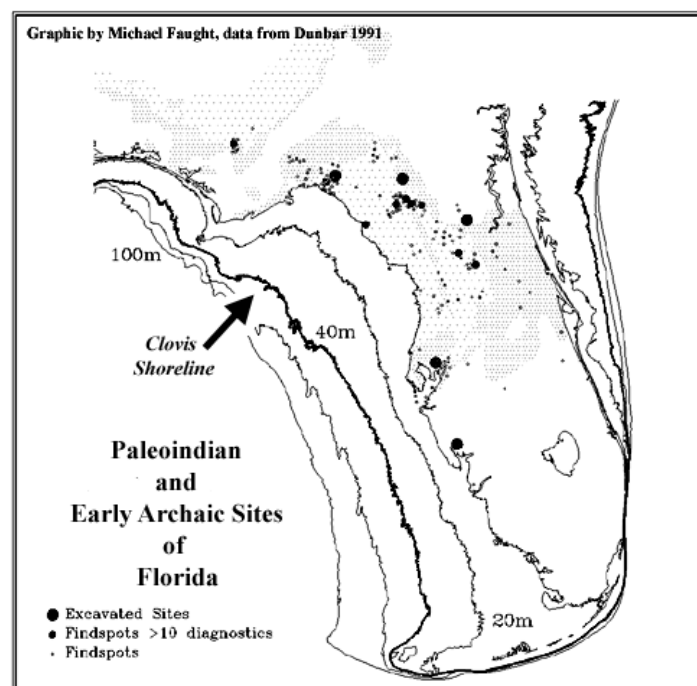 Graphic by Michael Faught, data from Dunbar 1991
100m
40m
Clovis
Shoreline
Paleoindian
and
Early Archaic Sites
of
Florida
Excavated Sites
Findspots >10 diagnostics
Findspots
20m